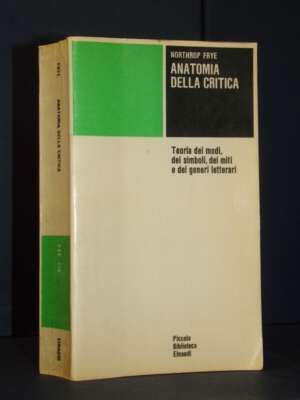 NORTHROP FRYE
ANATOMIA
DELLA CRITICA
Teoria dei modi,
dei simboli, dei miti
e dei generi letterari
Piccola
Biblioteca
Einaudi
FRYE
ANATOMIA DELLA CRITICA
EINAUDI